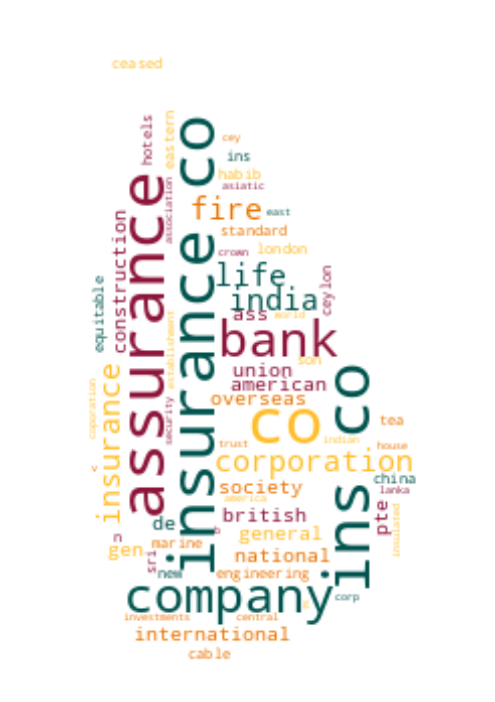 ceased
hotels
eastern
assurance
insurance co
cey
ins
habib
asiatic
association
fire
east
construction
standard
crown
london
life
india
ceylon
equitable
ass
world
establishment
bank
union
son
american
insurance
overseas
coporation
security
co
ins co
tea
trust
indian
house
corporation
china
society
lanka
america
pte
insulated
de
british
general
gen
marine
national
sri
new
engineering
company
corp
investments
central
international
cable